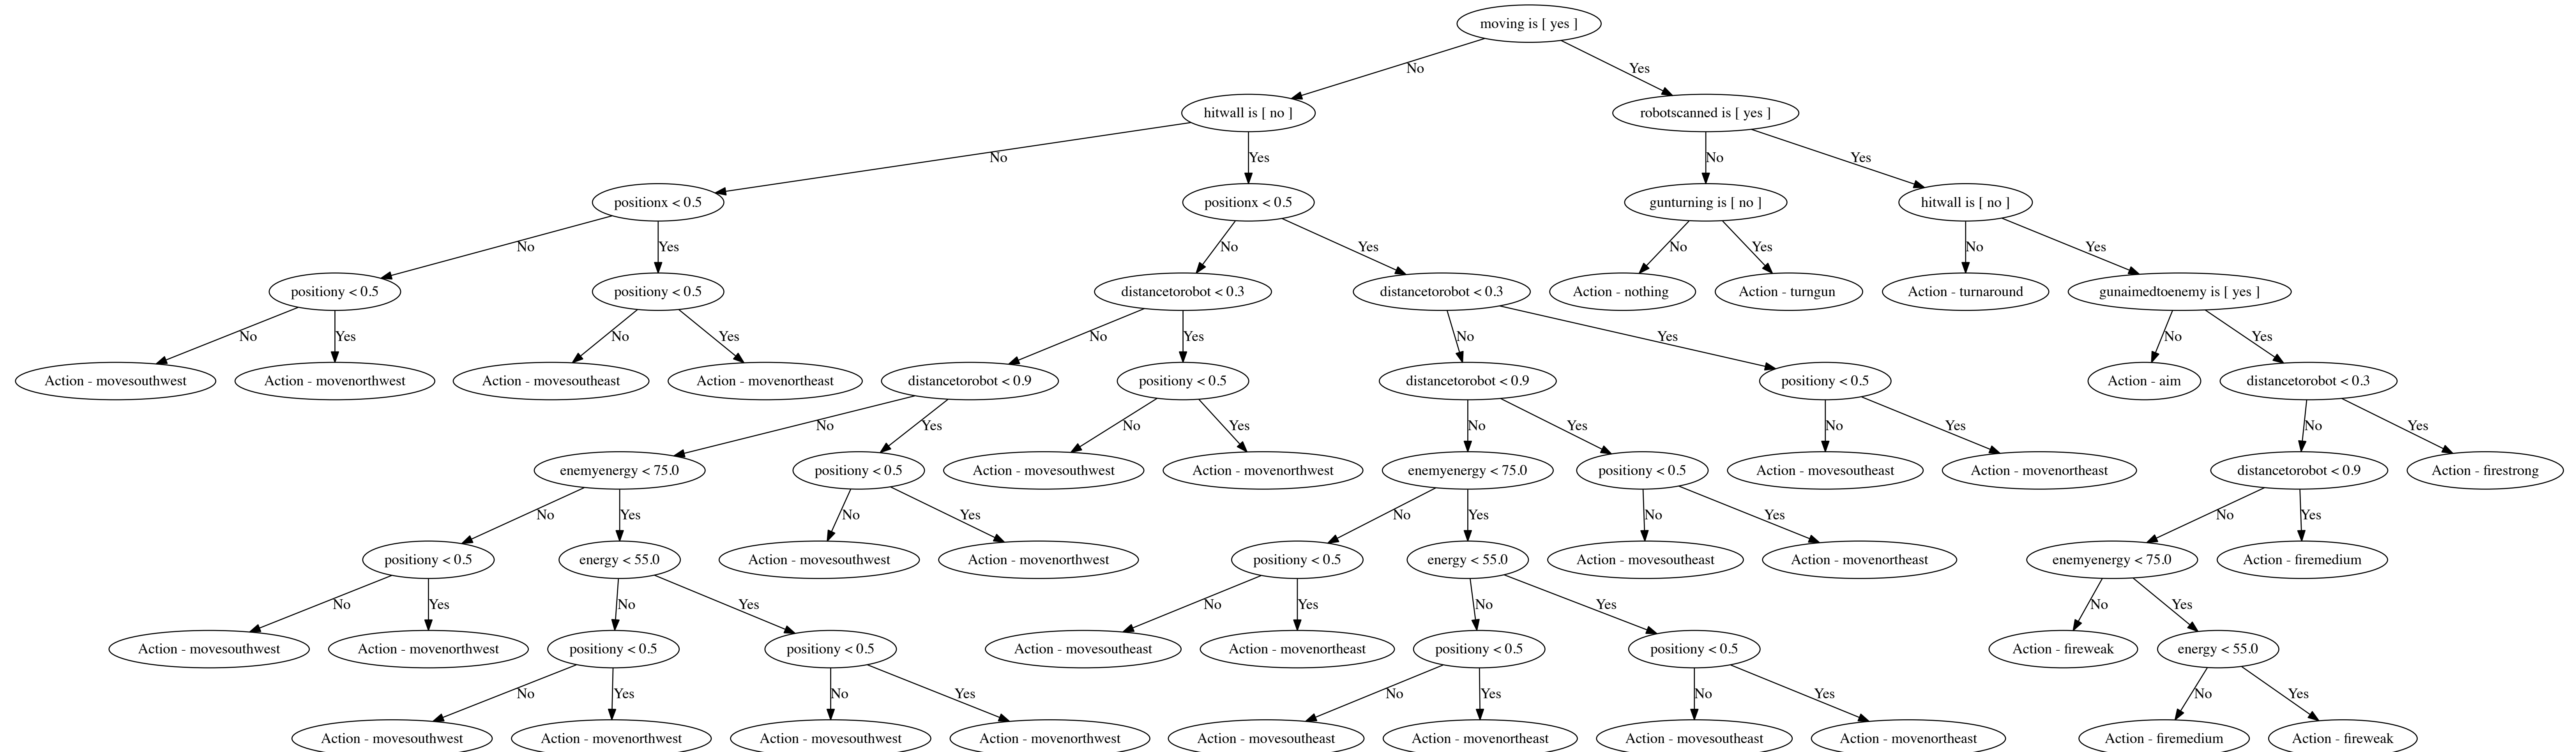 moving is [ yes ]
No
Yes
hitwall is [ no ]
robotscanned is [ yes ]
No
Yes
No
Yes
positionx < 0.5
positionx < 0.5
gunturning is [ no ]
hitwall is [ no ]
No
Yes
No
Yes
No
Yes
No
Yes
positiony < 0.5
positiony < 0.5
distancetorobot < 0.3
distancetorobot < 0.3
Action - nothing
Action - turngun
Action - turnaround
gunaimedtoenemy is [ yes ]
No
Yes
No
Yes
No
Yes
No
Yes
No
Yes
Action - movesouthwest
Action - movenorthwest
Action - movesoutheast
Action - movenortheast
distancetorobot < 0.9
positiony < 0.5
distancetorobot < 0.9
positiony < 0.5
Action - aim
distancetorobot < 0.3
No
Yes
No
Yes
No
Yes
No
Yes
No
Yes
enemyenergy < 75.0
positiony < 0.5
Action - movesouthwest
Action - movenorthwest
enemyenergy < 75.0
positiony < 0.5
Action - movesoutheast
Action - movenortheast
distancetorobot < 0.9
Action - firestrong
No
Yes
No
Yes
No
Yes
No
Yes
No
Yes
positiony < 0.5
energy < 55.0
Action - movesouthwest
Action - movenorthwest
positiony < 0.5
energy < 55.0
Action - movesoutheast
Action - movenortheast
enemyenergy < 75.0
Action - firemedium
No
Yes
No
Yes
No
Yes
No
Yes
No
Yes
Action - movesouthwest
Action - movenorthwest
positiony < 0.5
positiony < 0.5
Action - movesoutheast
Action - movenortheast
positiony < 0.5
positiony < 0.5
Action - fireweak
energy < 55.0
No
Yes
No
Yes
No
Yes
No
Yes
No
Yes
Action - movesouthwest
Action - movenorthwest
Action - movesouthwest
Action - movenorthwest
Action - movesoutheast
Action - movenortheast
Action - movesoutheast
Action - movenortheast
Action - firemedium
Action - fireweak